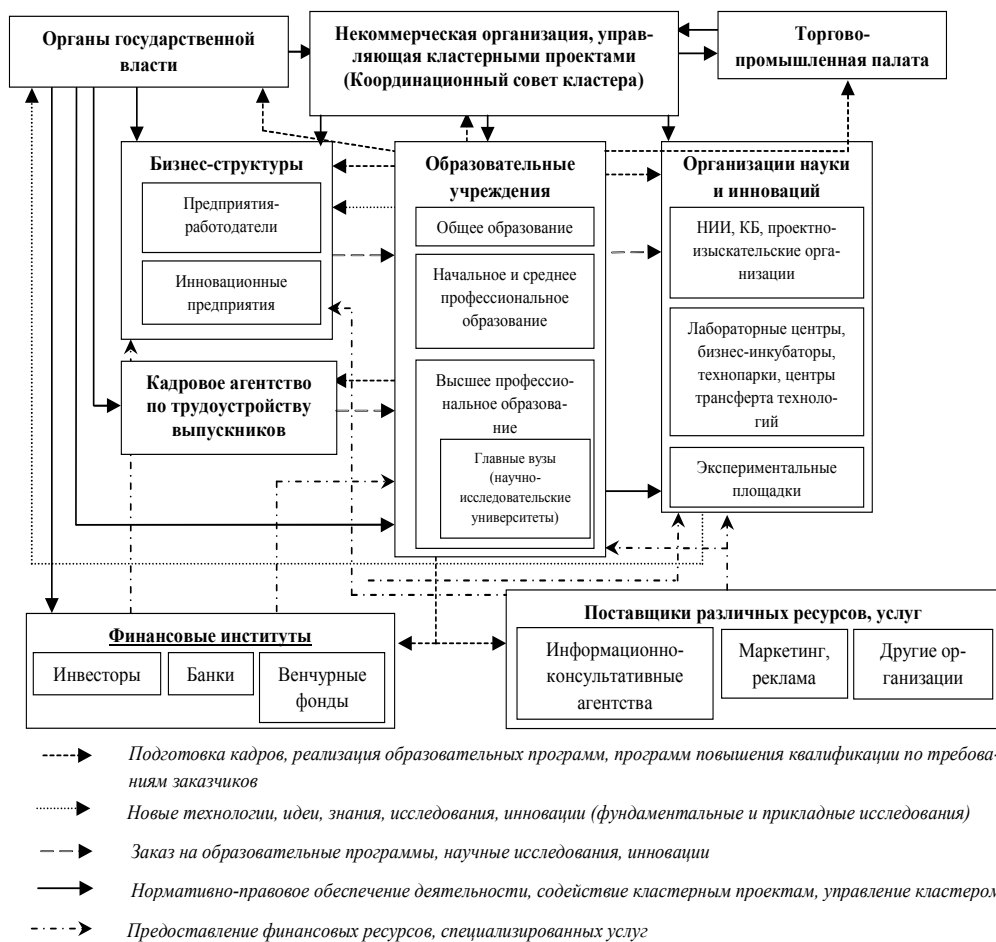 Органы государственной
власти
Некоммерческая организация, управ-
ляющая кластерными проектами
(Координационный совет кластера)
Торгово-
промышленная палата
Бизнес-структуры
Предприятия-
работодатели
Инновационные
предприятия
Кадровое агентство
по трудоустройству
выпускников
Образовательные
учреждения
Общее образование
Начальное и среднее
профессиональное
образование
Высшее профессио-
нальное образова-
ние
Главные вузы
(научно-
исследовательские
университеты)
Организации науки
и инноваций
НИИ, КБ, проектно-
изыскательские орга-
низации
Лабораторные центры,
бизнес-инкубаторы,
технопарки, центры
трансферта техноло-
гий
Экспериментальные
площадки
Финансовые институты
Инвесторы
Банки
Венчурные
фонды
Поставщики различных ресурсов, услуг
Информационно-
консультативные
агентства
Маркетинг,
реклама
Другие ор-
ганизации
Подготовка кадров, реализация образовательных программ, программ повышения квалификации по требова-
ниям заказчиков
Новые технологии, идеи, знания, исследования, инновации (фундаментальные и прикладные исследования)
Заказ на образовательные программы, научные исследования, инновации
Нормативно-правовое обеспечение деятельности, содействие кластерным проектам, управление кластером
Предоставление финансовых ресурсов, специализированных услуг